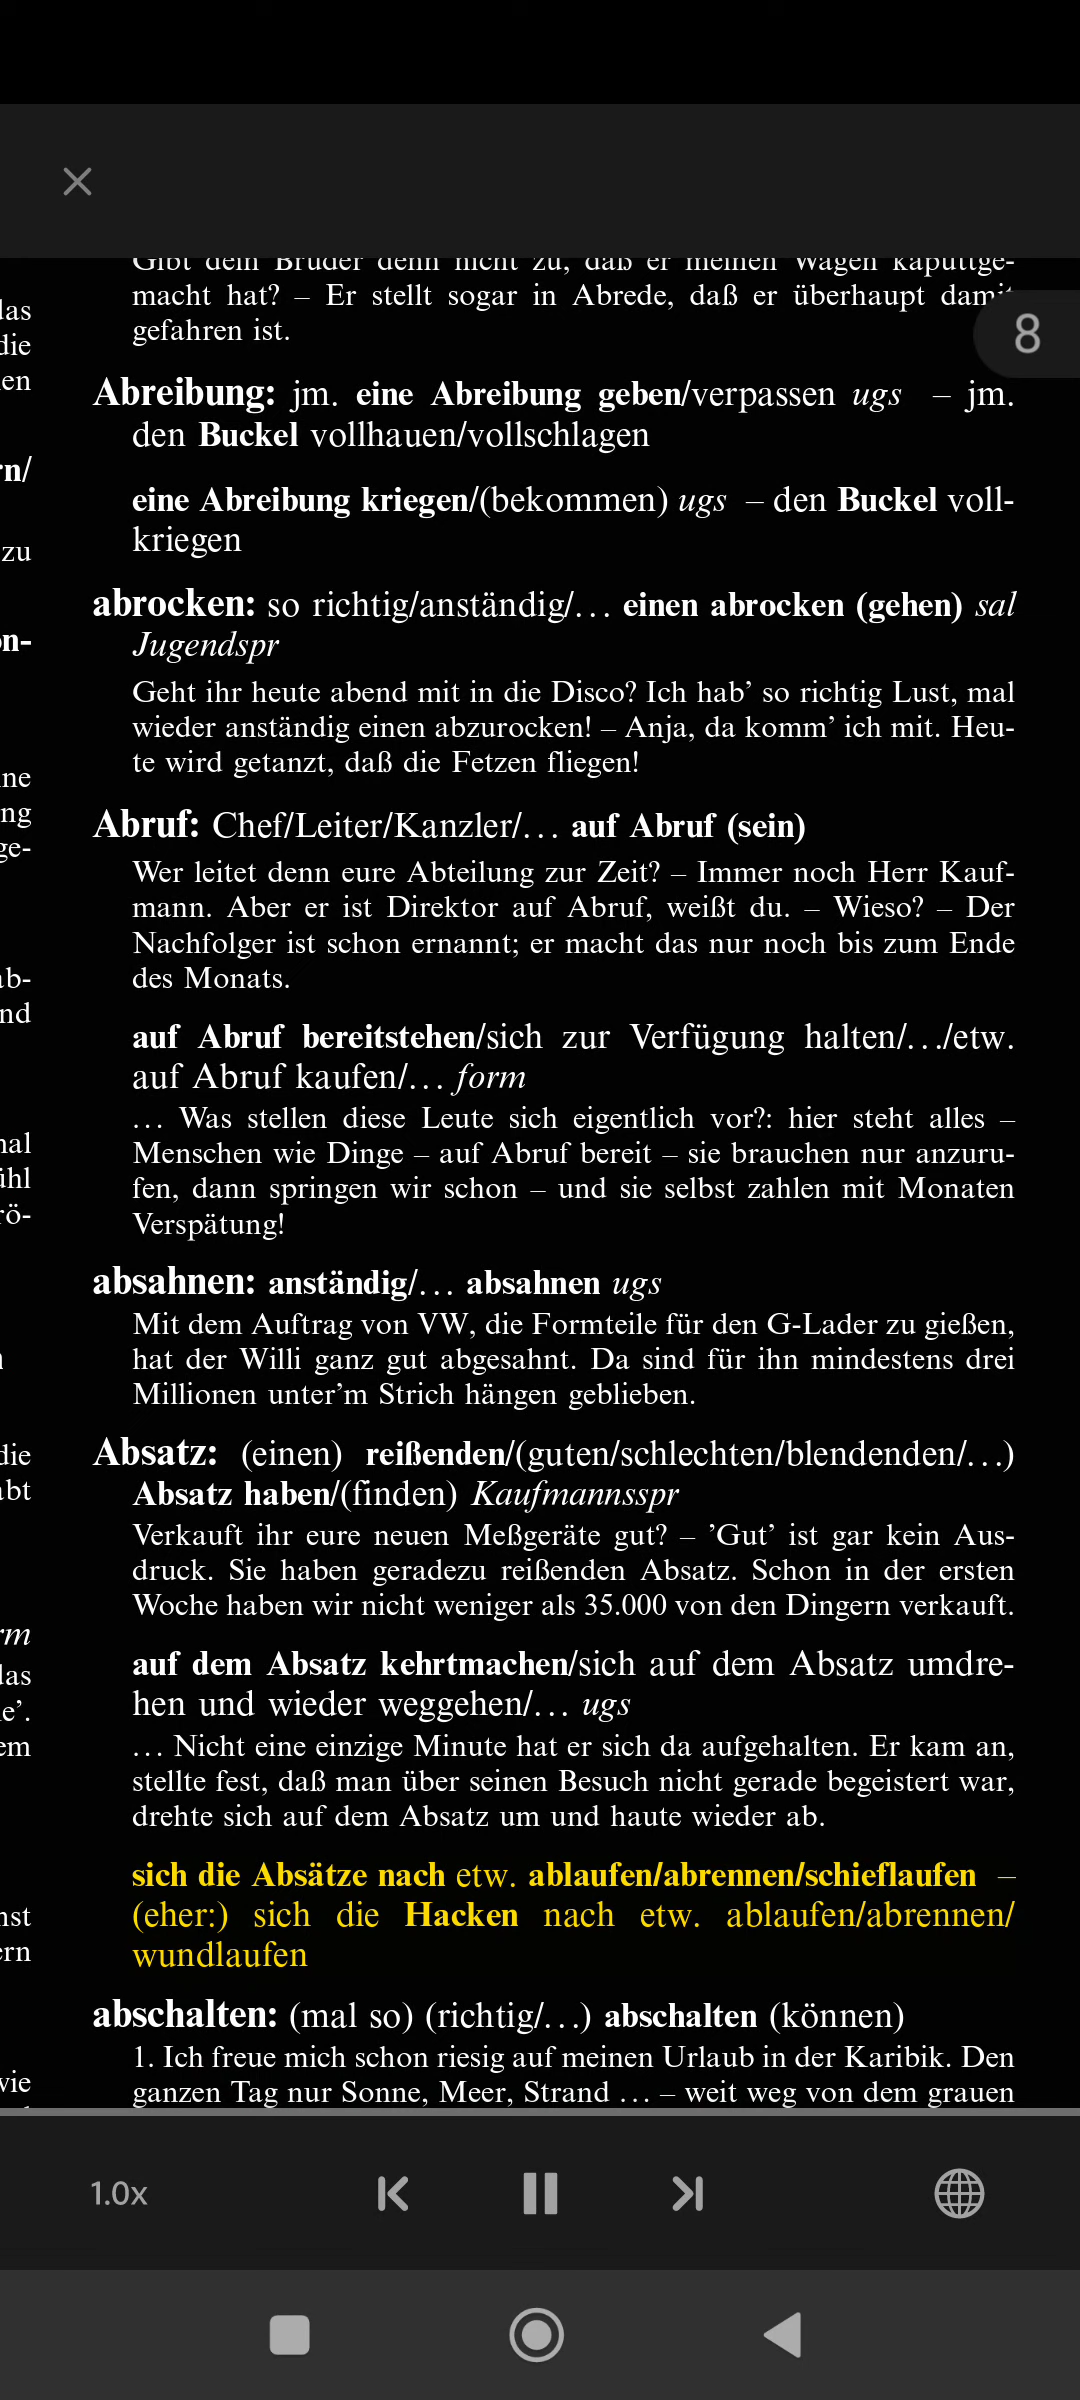 Gibt dein Bruder denn nicht zu, daß er meinen Wagen kaputtge-
macht hat? – Er stellt sogar in Abrede, daß er überhaupt damit
gefahren ist.
8
Abreibung: jm. eine Abreibung geben/verpassen ugs – jm.
den Buckel vollhauen/vollschlagen
eine Abreibung kriegen/(bekommen) ugs – den Buckel voll-
kriegen
abrocken: so richtig/anständig/… einen abrocken (gehen) sal
Jugendspr
Geht ihr heute abend mit in die Disco? Ich hab’ so richtig Lust, mal
wieder anständig einen abzurocken! – Anja, da komm’ ich mit. Heu-
te wird getanzt, daß die Fetzen fliegen!
Abruf: Chef/Leiter/Kanzler/… auf Abruf (sein)
Wer leitet denn eure Abteilung zur Zeit? – Immer noch Herr Kauf-
mann. Aber er ist Direktor auf Abruf, weißt du. – Wieso? – Der
Nachfolger ist schon ernannt; er macht das nur noch bis zum Ende
des Monats.
auf Abruf bereitstehen/sich zur Verfügung halten/…/etw.
auf Abruf kaufen/… form
… Was stellen diese Leute sich eigentlich vor?: hier steht alles –
Menschen wie Dinge – auf Abruf bereit – sie brauchen nur anzuru-
fen, dann springen wir schon – und sie selbst zahlen mit Monaten
Verspätung!
absahnen: anständig/… absahnen ugs
Mit dem Auftrag von VW, die Formteile für den G-Lader zu gießen,
hat der Willi ganz gut abgesahnt. Da sind für ihn mindestens drei
Millionen unter’m Strich hängen geblieben.
Absatz: (einen) reißenden/(guten/schlechten/blendenden/…)
Absatz haben/(finden) Kaufmannsspr
Verkauft ihr eure neuen Meßgeräte gut? – ’Gut’ ist gar kein Aus-
druck. Sie haben geradezu reißenden Absatz. Schon in der ersten
Woche haben wir nicht weniger als 35.000 von den Dingern verkauft.
auf dem Absatz kehrtmachen/sich auf dem Absatz umdre-
hen und wieder weggehen/… ugs
… Nicht eine einzige Minute hat er sich da aufgehalten. Er kam an,
stellte fest, daß man über seinen Besuch nicht gerade begeistert war,
drehte sich auf dem Absatz um und haute wieder ab.
sich die Absätze nach etw. ablaufen/abrennen/schieflaufen –
(eher:) sich die Hacken nach etw. ablaufen/abrennen/
wundlaufen
abschalten: (mal so) (richtig/…) abschalten (können)
1. Ich freue mich schon riesig auf meinen Urlaub in der Karibik. Den
ganzen Tag nur Sonne, Meer, Strand … – weit weg von dem grauen
1.0x